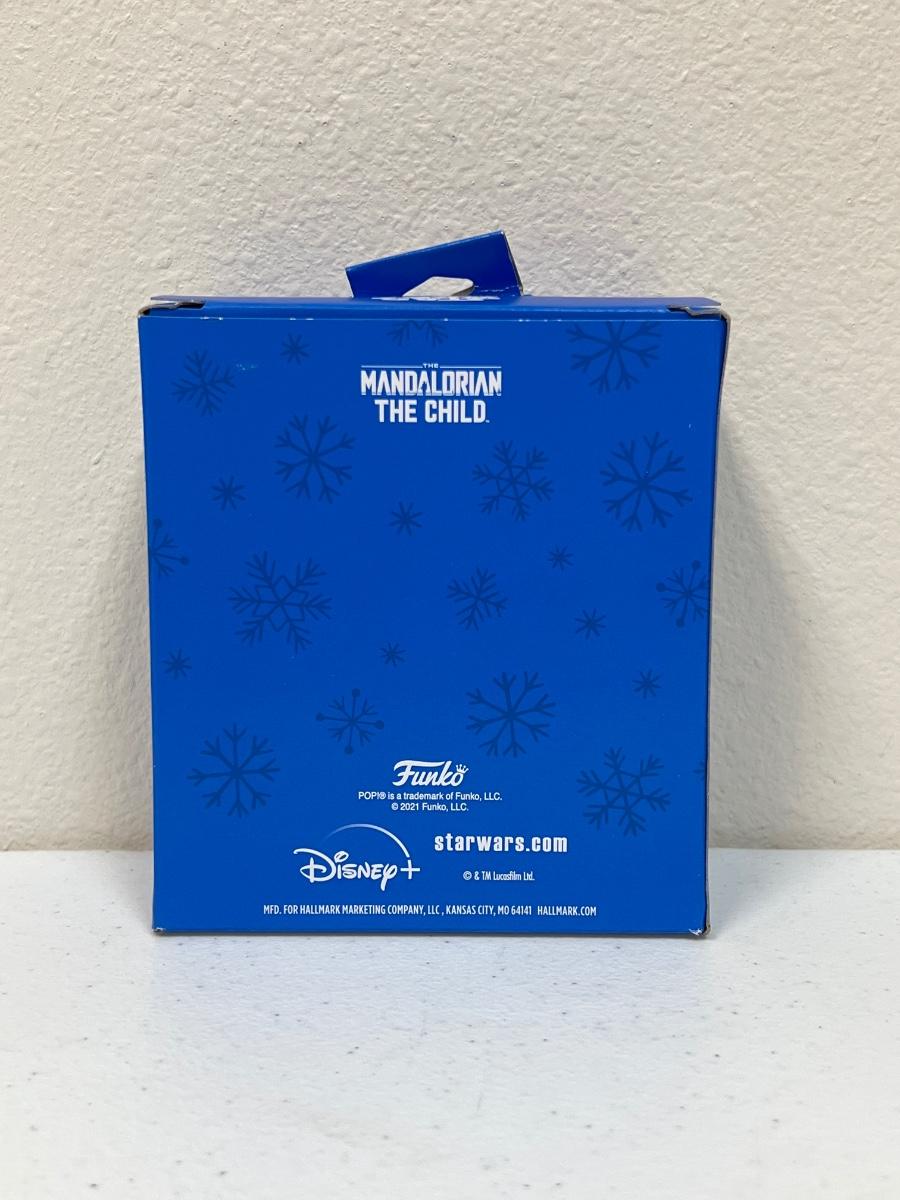 THE
MANDALORIAN
THE CHILD™
Funko
POP!® is a trademark of Funko, LLC.
© 2021 Funko, LLC.
Disney+
starwars.com
© & TM Lucasfilm Ltd.
MFD. FOR HALLMARK MARKETING COMPANY, LLC , KANSAS CITY, MO 64141 HALLMARK.COM